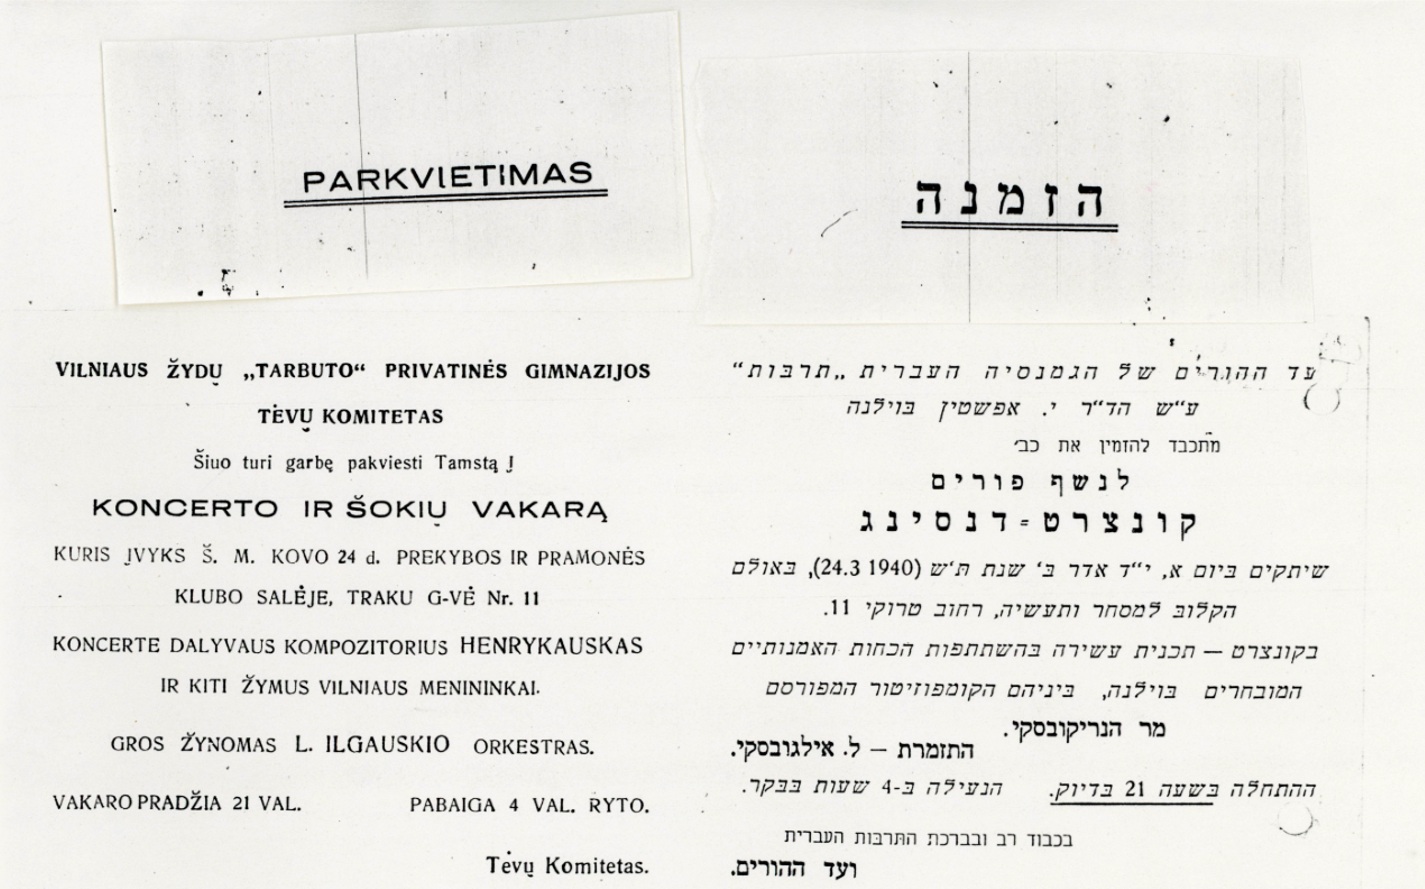 PARKVIETIMAS
VILNIAUS ŽYDŲ „TARBUTO“ PRIVATINĖS GIMNAZIJOS
TĖVŲ KOMITETAS
Šiuo turi garbę pakviesti Tamstą Į
KONCERTO IR ŠOKIŲ VAKARĄ
KURIS ĮVYKS Š. M. KOVO 24 d. PREKYBOS IR PRAMONĖS
KLUBO SALĖJE, TRAKU G-VĖ Nr. 11
KONCERTE DALYVAUS KOMPOZITORIUS HENRYKAUSKAS
IR KITI ŽYMUS VILNIAUS MENININKAI.
GROS ŽYNOMAS L. ILGAUSKIO ORKESTRAS.
VAKARO PRADŽIA 21 VAL. PABAIGA 4 VAL. RYTO.
Tėvų Komitetas.
הזמנה
עד ההורים של הגמנסיה העברית „תרבות“
ע“ש הד“ר י. אפשטין בוילנה
מתכבד להזמין את כב׳
לנשף פורים
קונצרט=דנסינג
שיתקים ביום א, י“ד אדר ב‘ שנת ת‘ש (24.3 1940), באולם
הקלוב למסחר ותעשיה, רחוב טרוקי 11.
בקונצרט — תכנית עשירה בהשתתפות הכחות האמנותיים
המובחרים בוילנה, ביניהם הקומפוזיטור המפורסם
מר הנריקובסקי.
התזמרת — ל. אילגובסקי.
ההתחלה בשעה 21 בדיוק. הנעילה ב-4 שעות בבקר.
בכבוד רב ובברכת התרבות העברית
ועד ההורים.